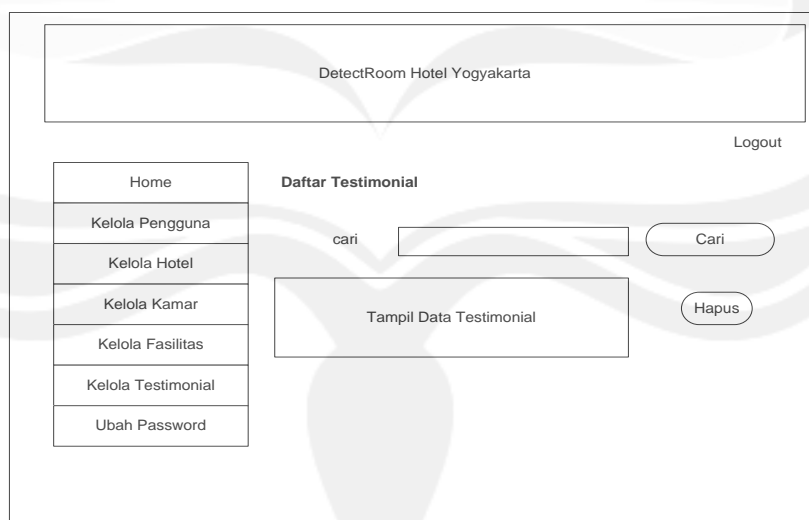 DetectRoom Hotel Yogyakarta
Logout
Home
Kelola Pengguna
Kelola Hotel
Kelola Kamar
Kelola Fasilitas
Kelola Testimonial
Ubah Password
Daftar Testimonial
cari
Cari
Tampil Data Testimonial
Hapus